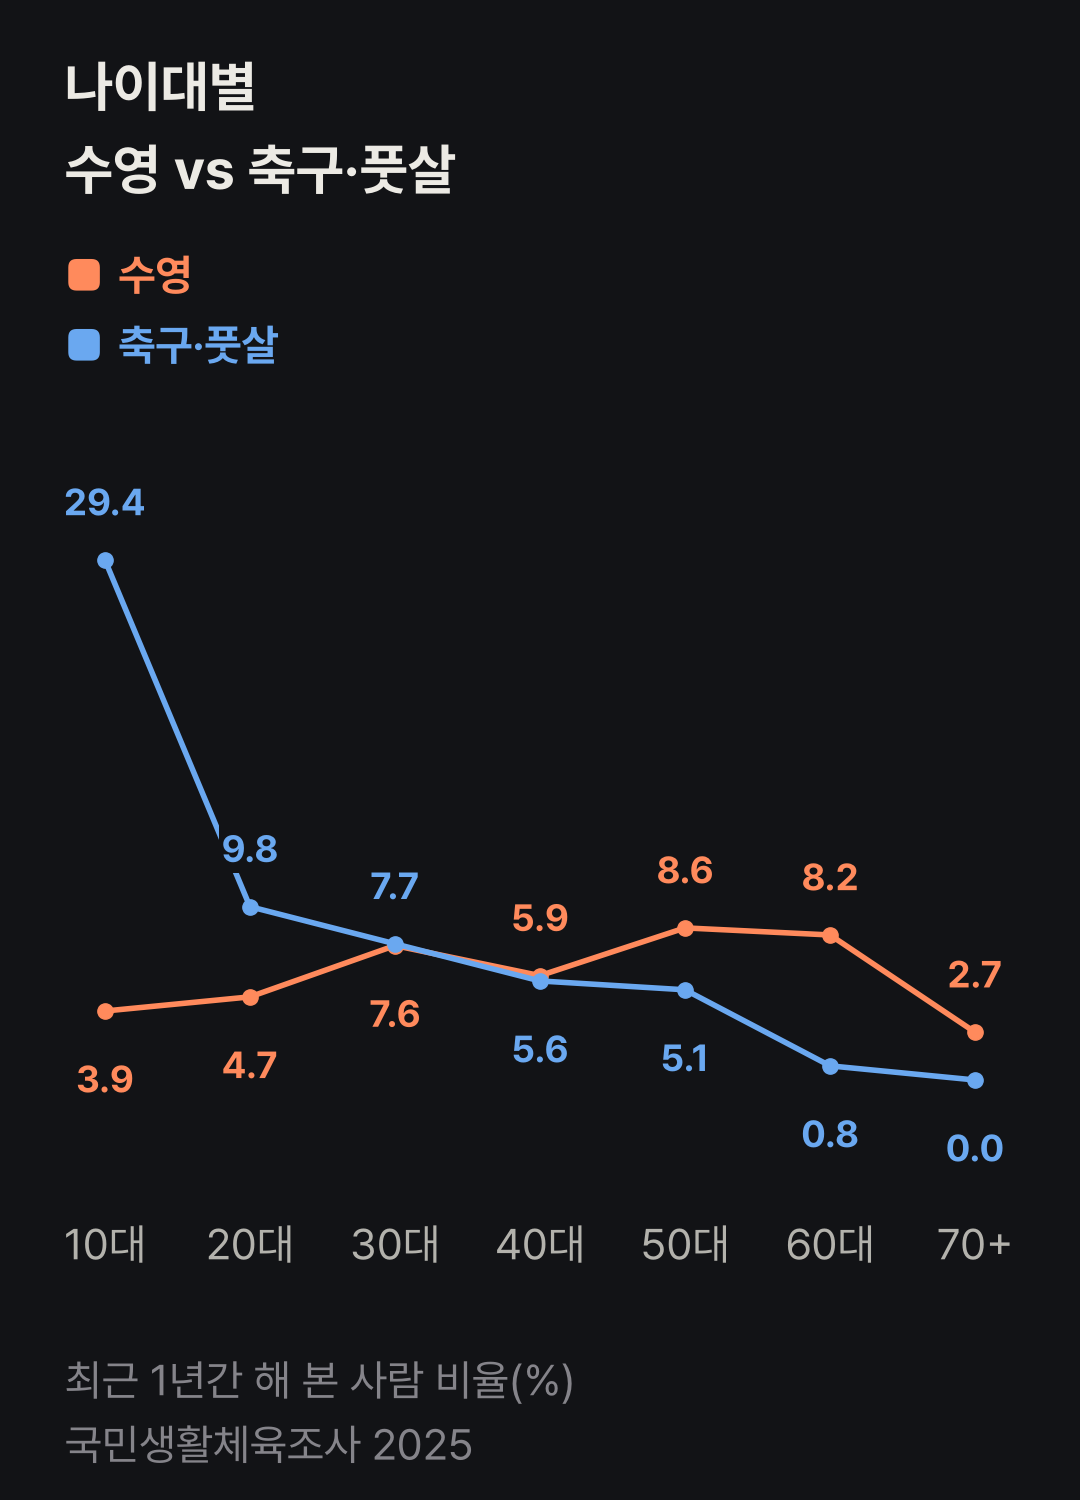 나이대별
수영 vs 축구·풋살
수영
축구·풋살
29.4
9.8
7.7
5.9
8.6
8.2
2.7
3.9
4.7
7.6
5.6
5.1
0.8
0.0
10대 20대 30대 40대 50대 60대 70+
최근 1년간 해 본 사람 비율(%)
국민생활체육조사 2025